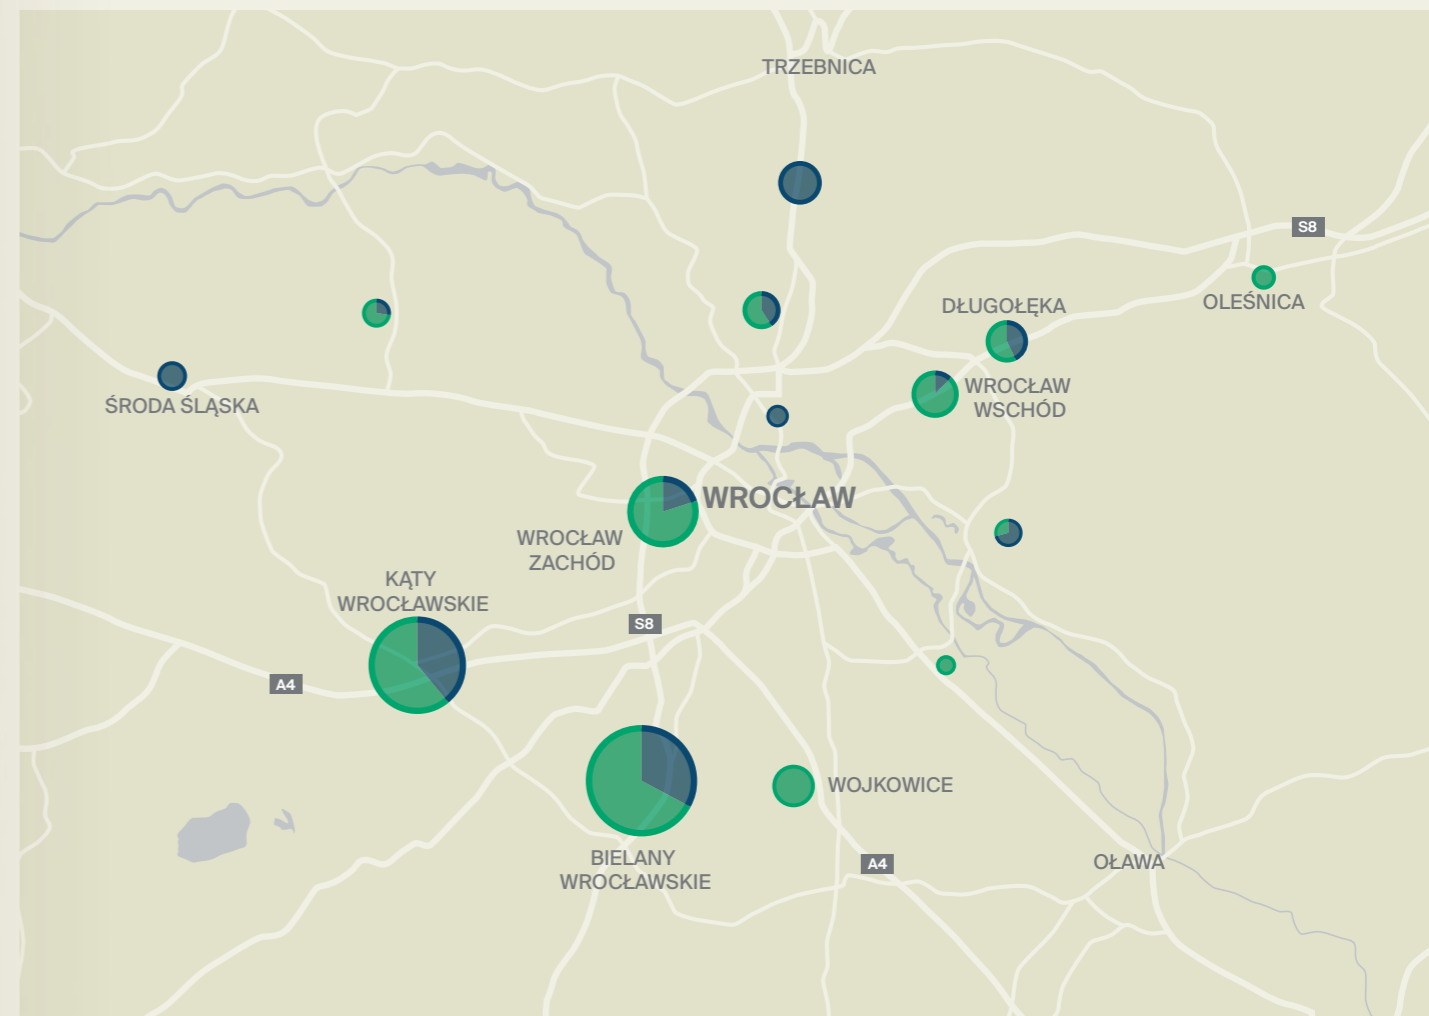 TRZEBNICA
S8
OLEŚNICA
DŁUGOŁĘKA
WROCŁAW
WSCHÓD
ŚRODA ŚLĄSKA
WROCŁAW
WROCŁAW
ZACHÓD
KĄTY
WROCŁAWSKIE
S8
A4
WOJKOWICE
BIELANY
WROCŁAWSKIE
A4
OŁAWA